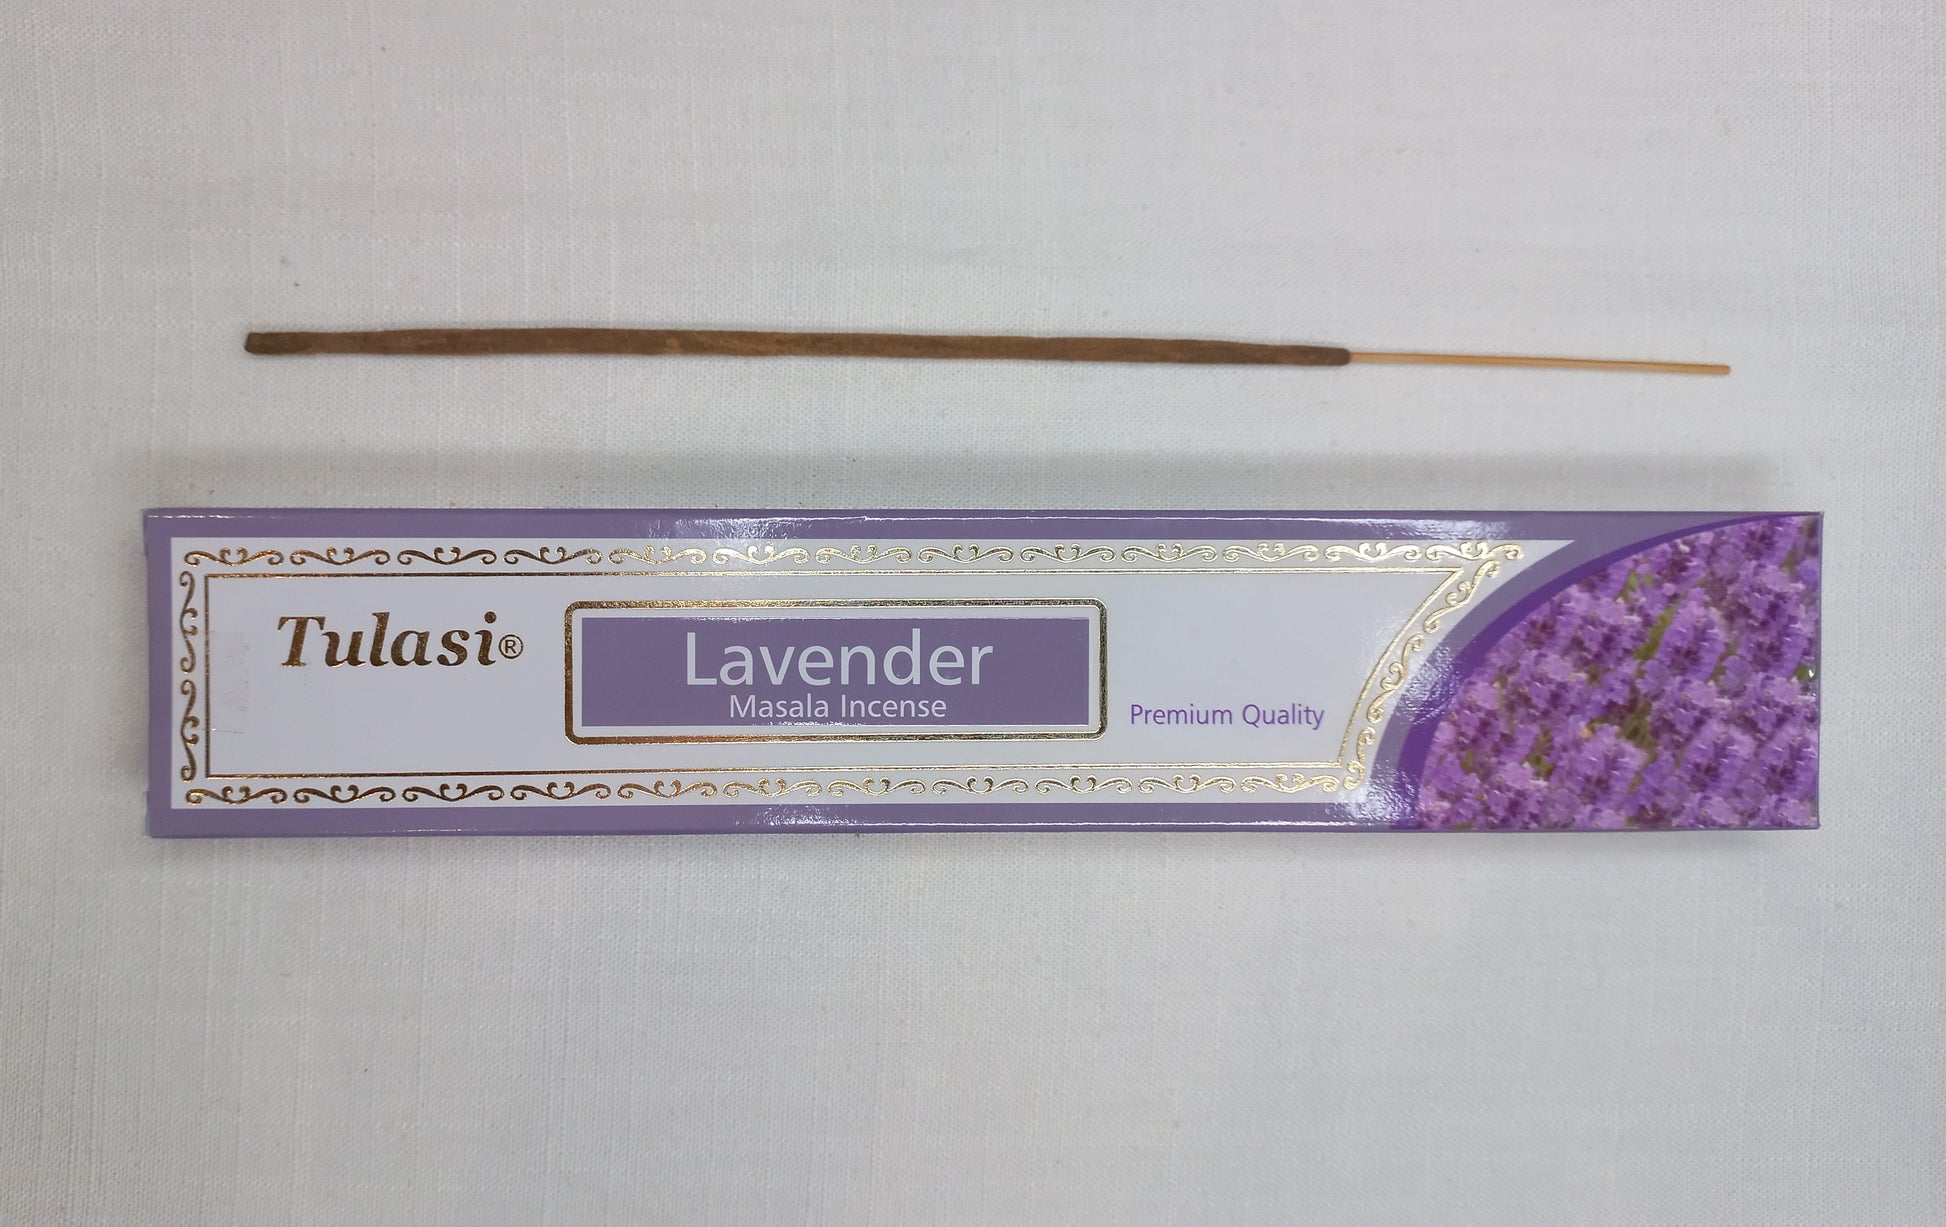 Tulasi®
Lavender
Masala Incense
Premium Quality